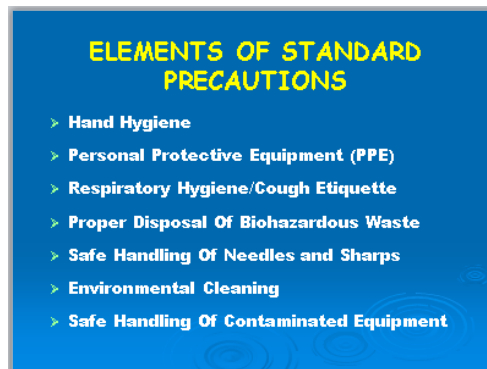 ELEMENTS OF STANDARD
PRECAUTIONS
Hand Hygiene
Personal Protective Equipment (PPE)
Respiratory Hygiene/Cough Etiquette
Proper Disposal Of Biohazardous Waste
Safe Handling Of Needles and Sharps
Environmental Cleaning
Safe Handling Of Contaminated Equipment